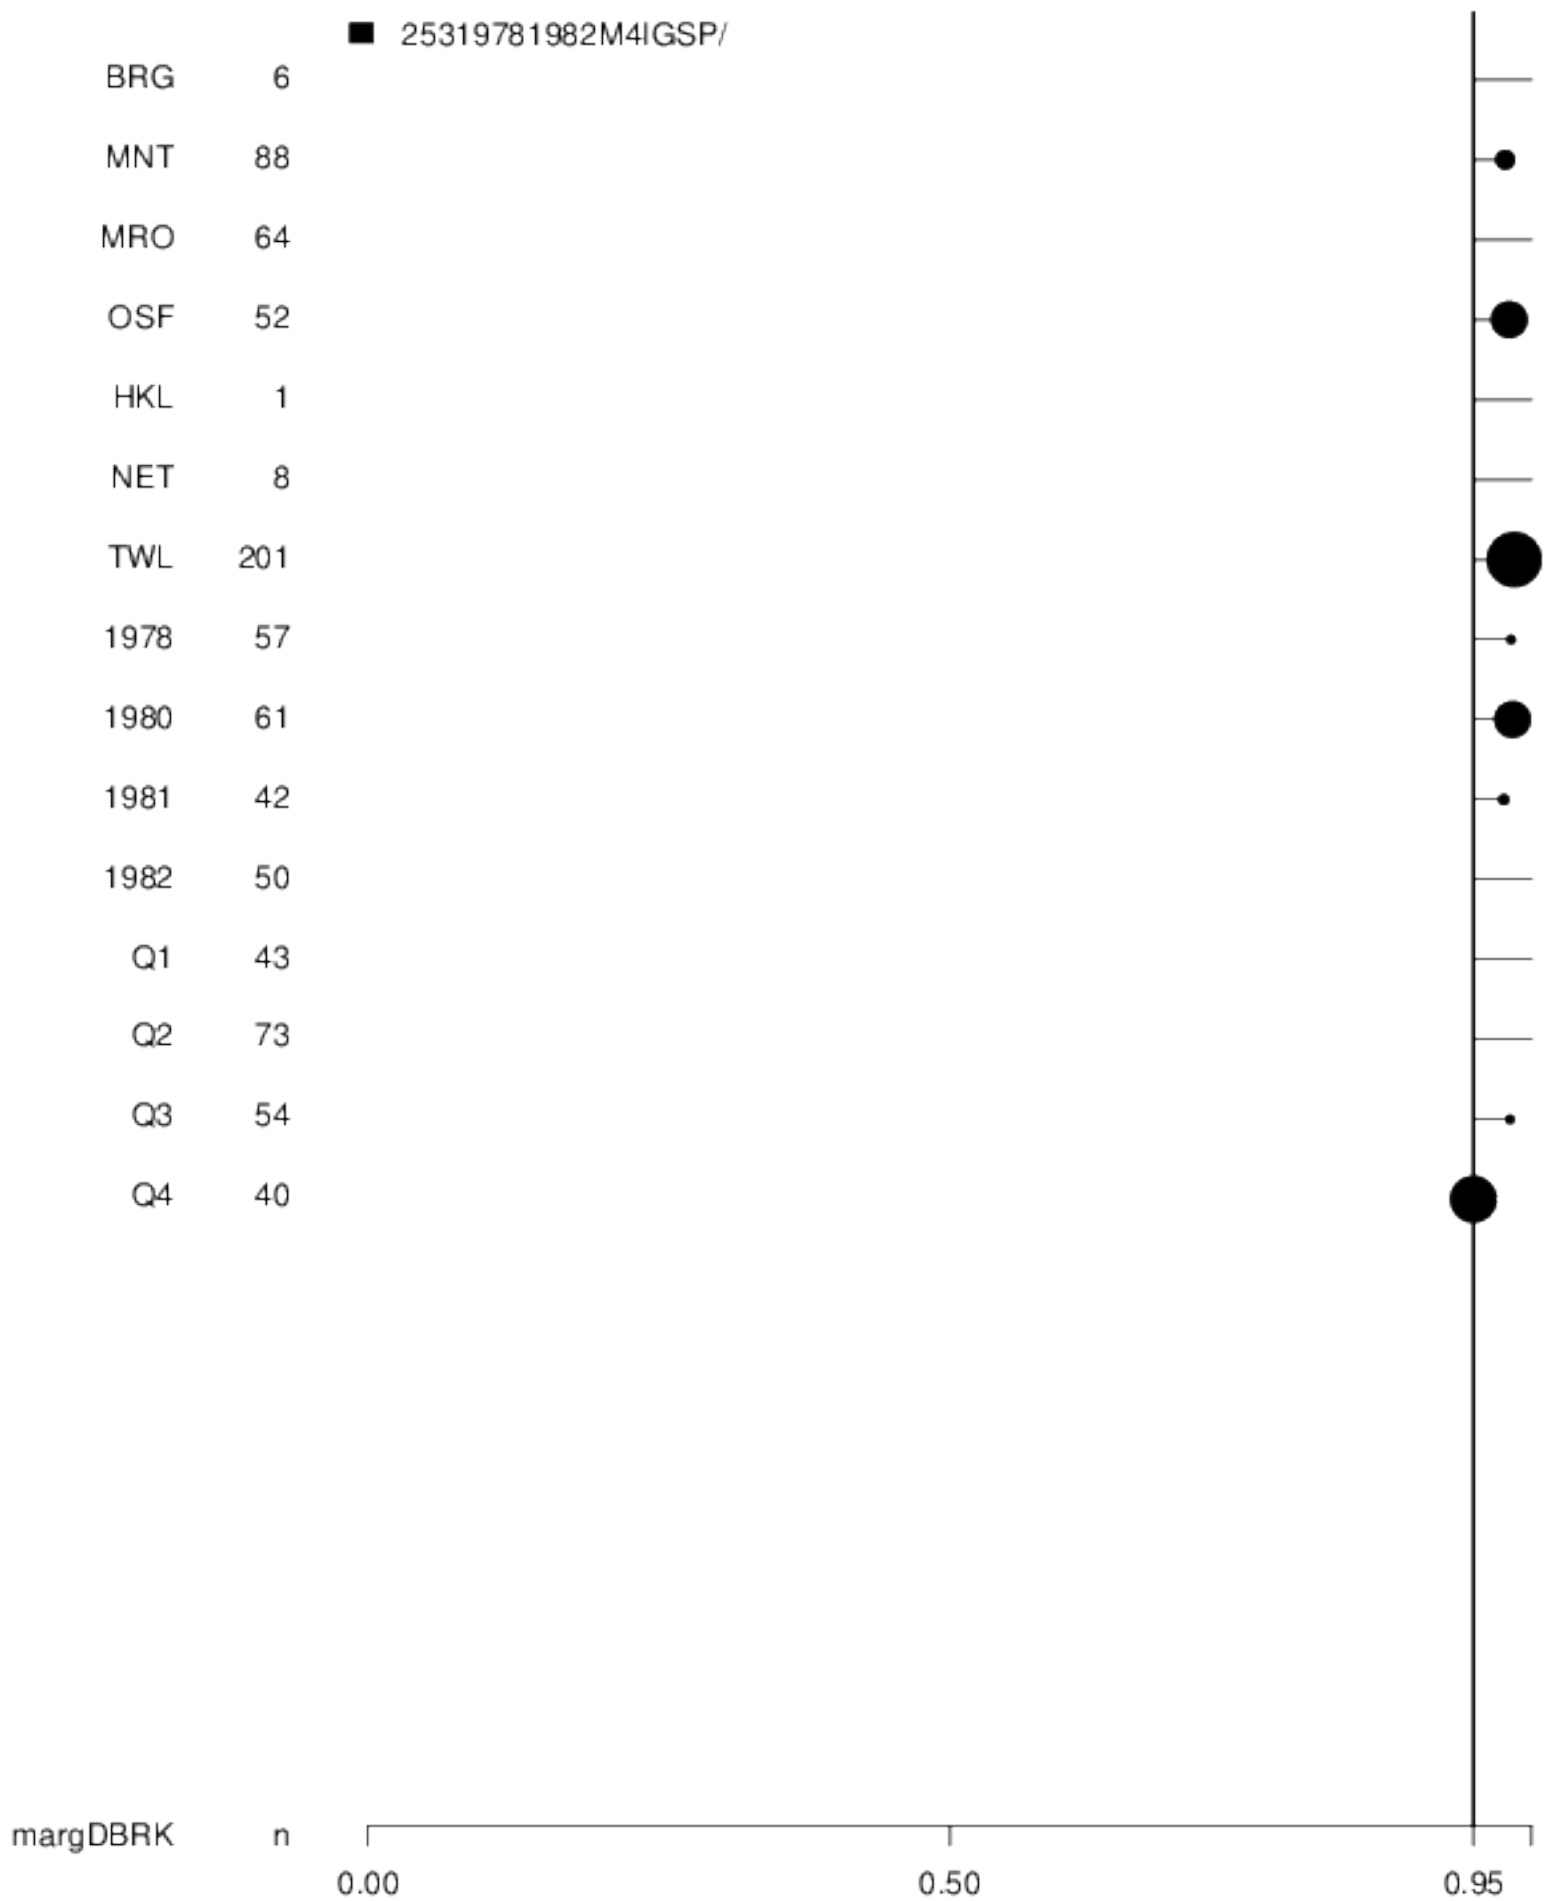 25319781982M4IGSP/
BRG 6
MNT 88
MRO 64
OSF 52
HKL 1
NET 8
TWL 201
1978 57
1980 61
1981 42
1982 50
Q1 43
Q2 73
Q3 54
Q4 40
margDBRK n
0.00 0.50 0.95